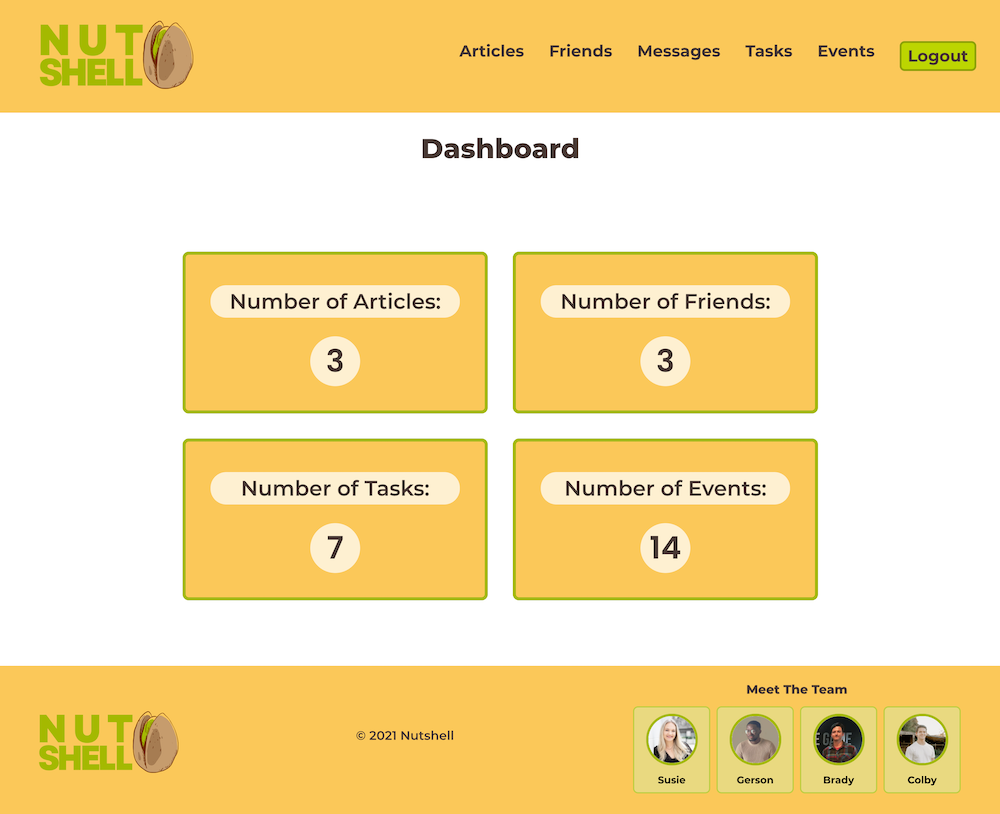 NUT
SHELL
Articles Friends Messages Tasks Events Logout
Dashboard
Number of Articles: Number of Friends:
3 3
Number of Tasks: Number of Events:
7 14
Meet The Team
NUT
SHELL
© 2021 Nutshell
Susie Gerson Brady Colby